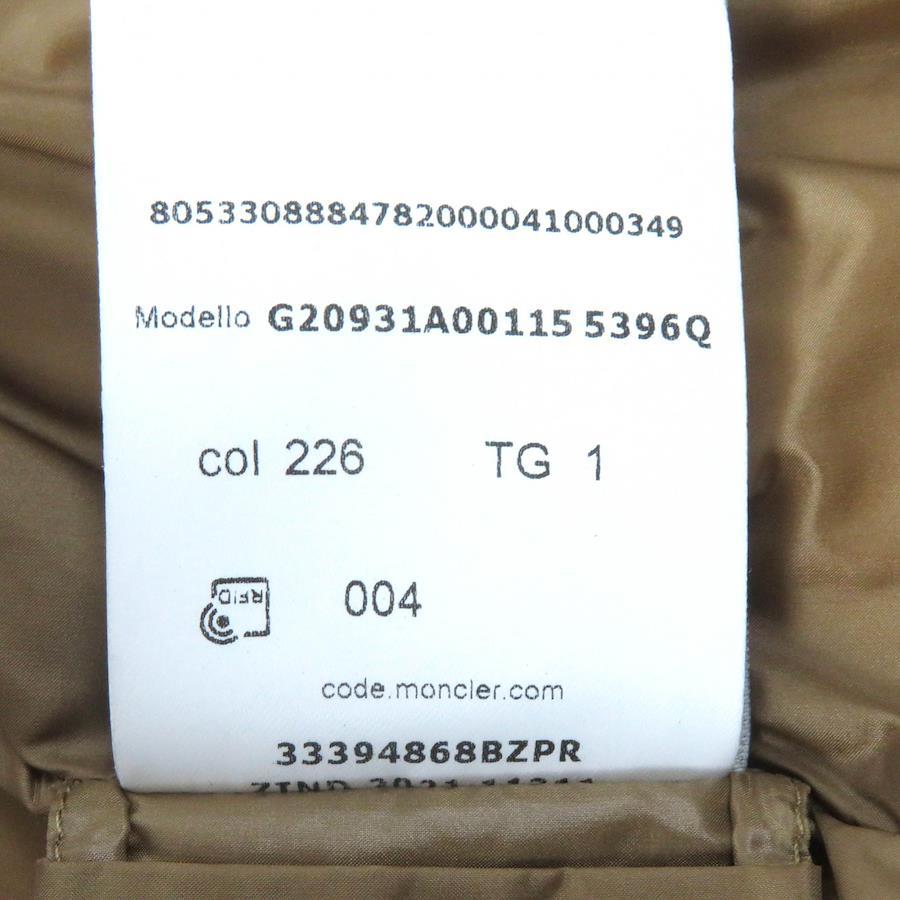 8053308884782000041000349
Modello G20931A00115 5396Q
col 226 TG 1
RFID 004
code.moncler.com
33394868BZPR